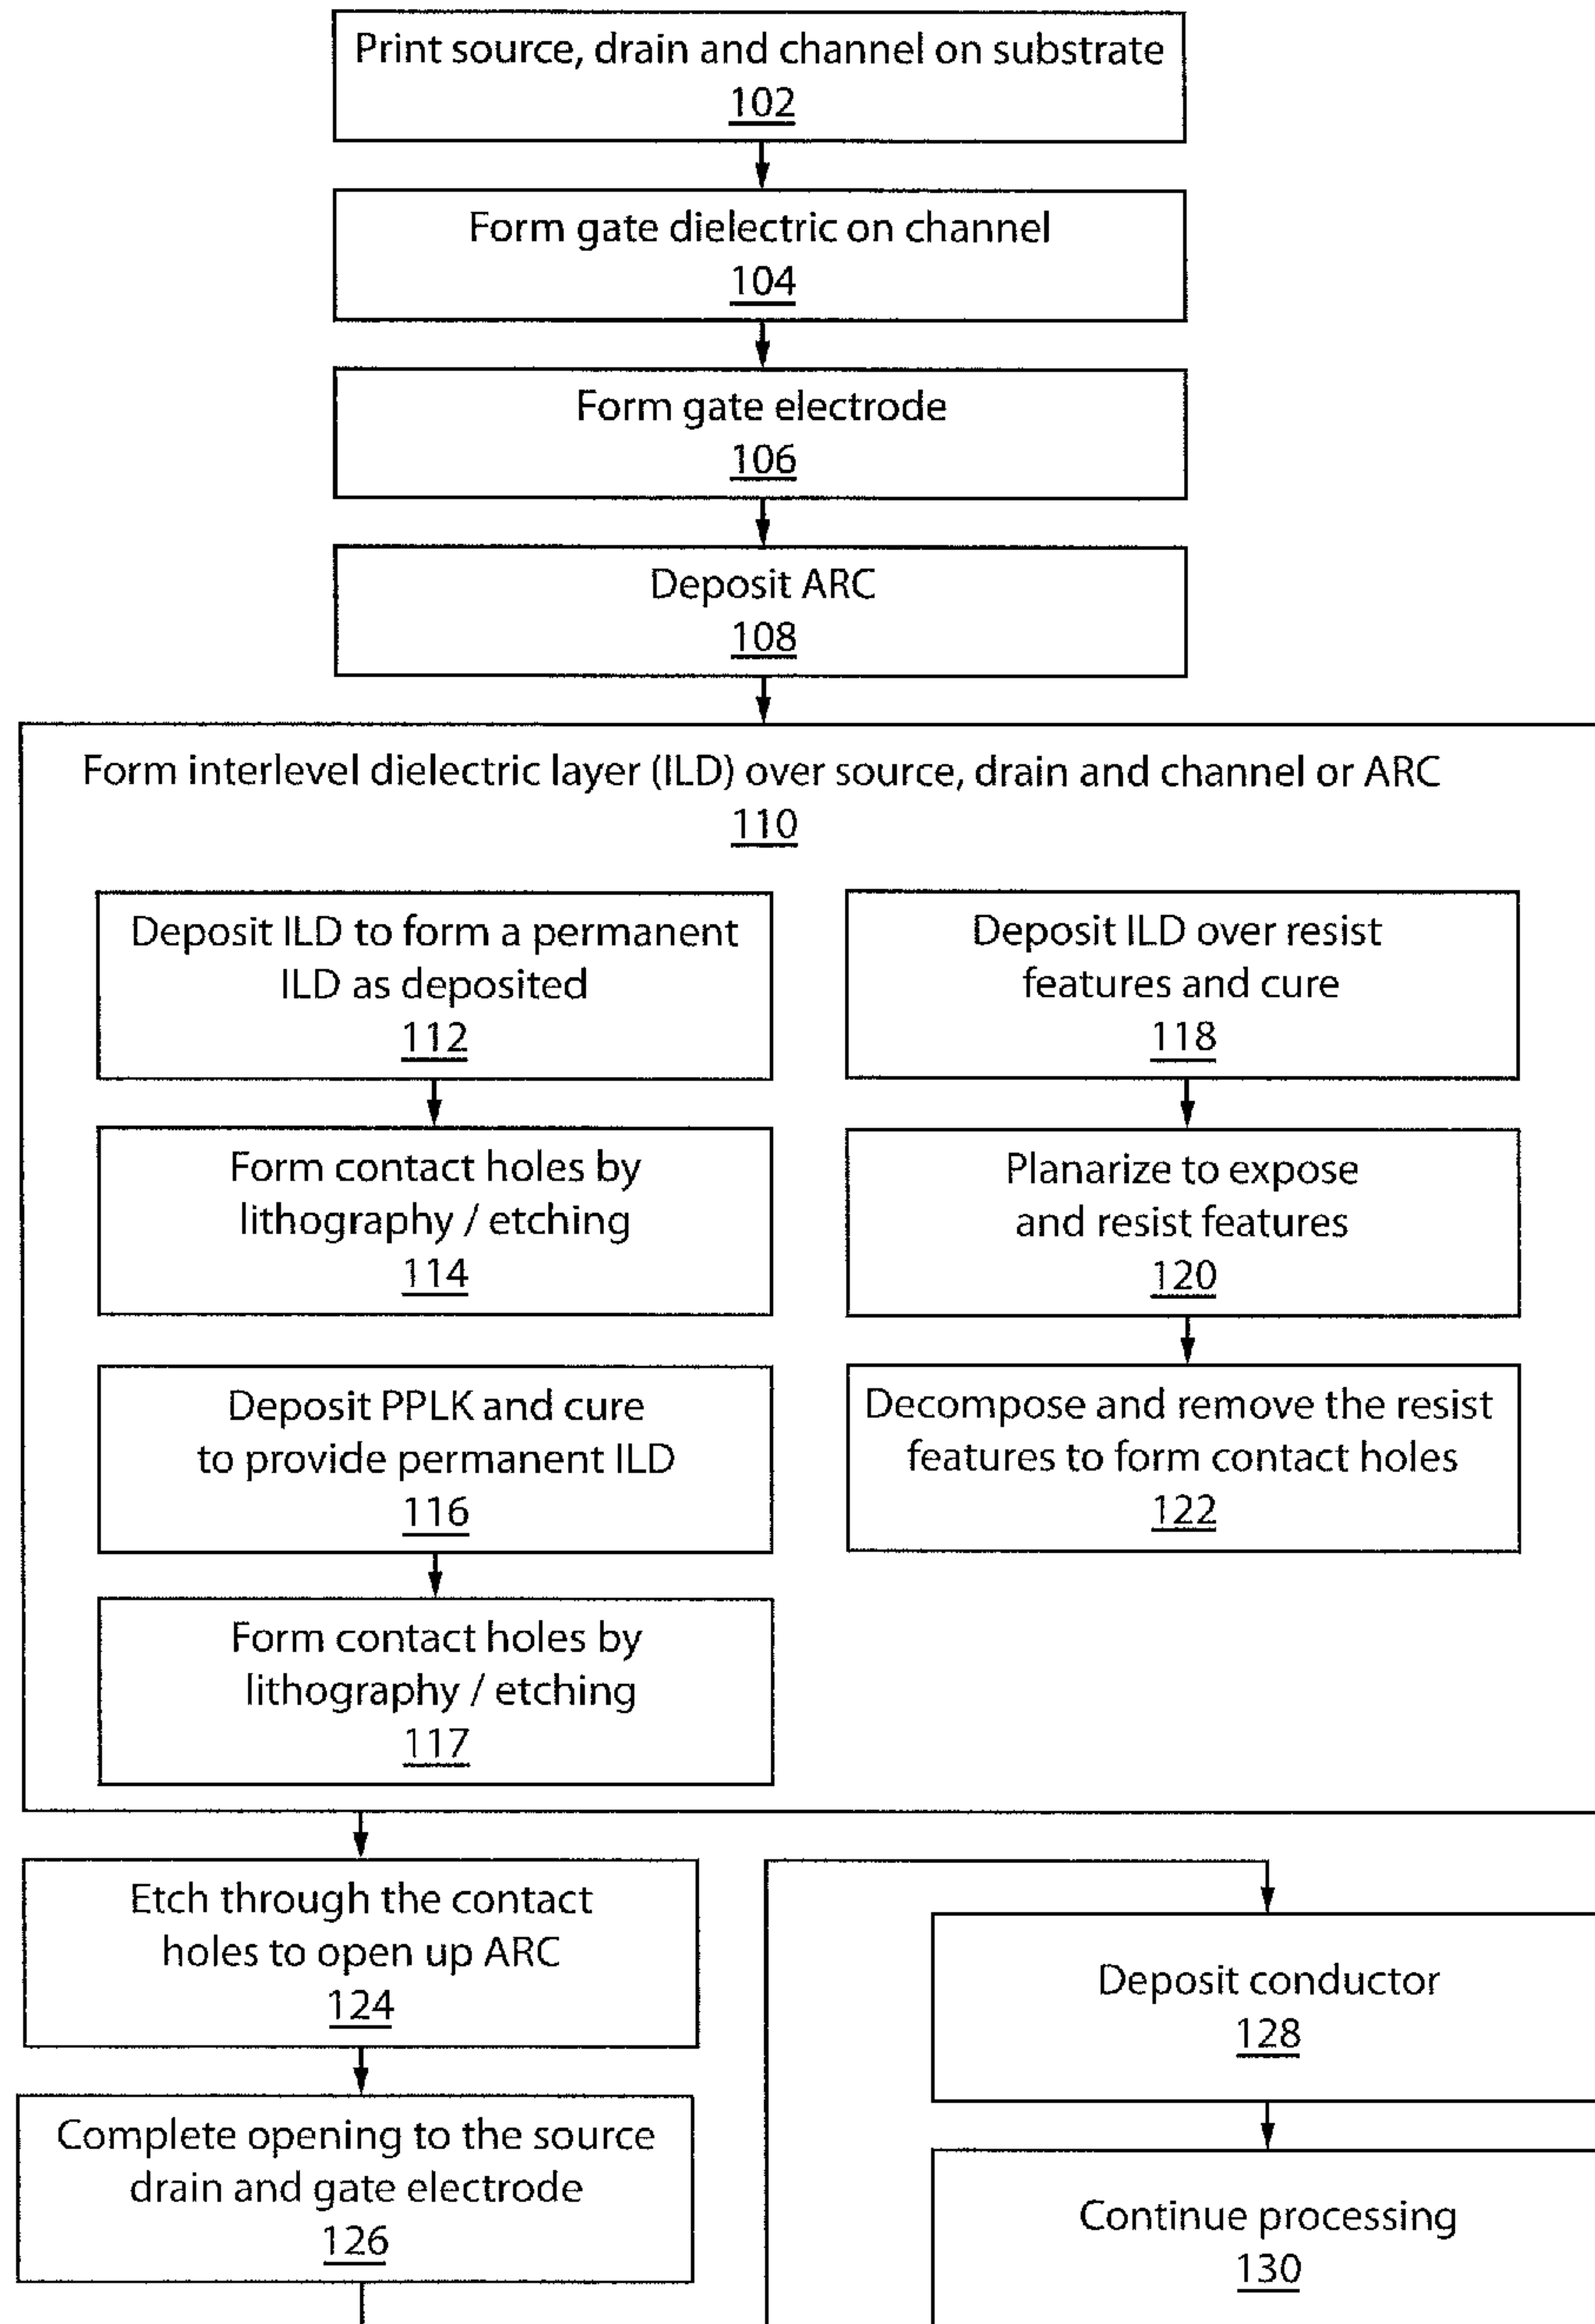 Print source, drain and channel on substrate
102
Form gate dielectric on channel
104
Form gate electrode
106
Deposit ARC
108
Form interlevel dielectric layer (ILD) over source, drain and channel or ARC
110
Deposit ILD to form a permanent
ILD as deposited
112
Form contact holes by
lithography / etching
114
Deposit PPLK and cure
to provide permanent ILD
116
Form contact holes by
lithography / etching
117
Deposit ILD over resist
features and cure
118
Planarize to expose
and resist features
120
Decompose and remove the resist
features to form contact holes
122
Etch through the contact
holes to open up ARC
124
Complete opening to the source
drain and gate electrode
126
Deposit conductor
128
Continue processing
130